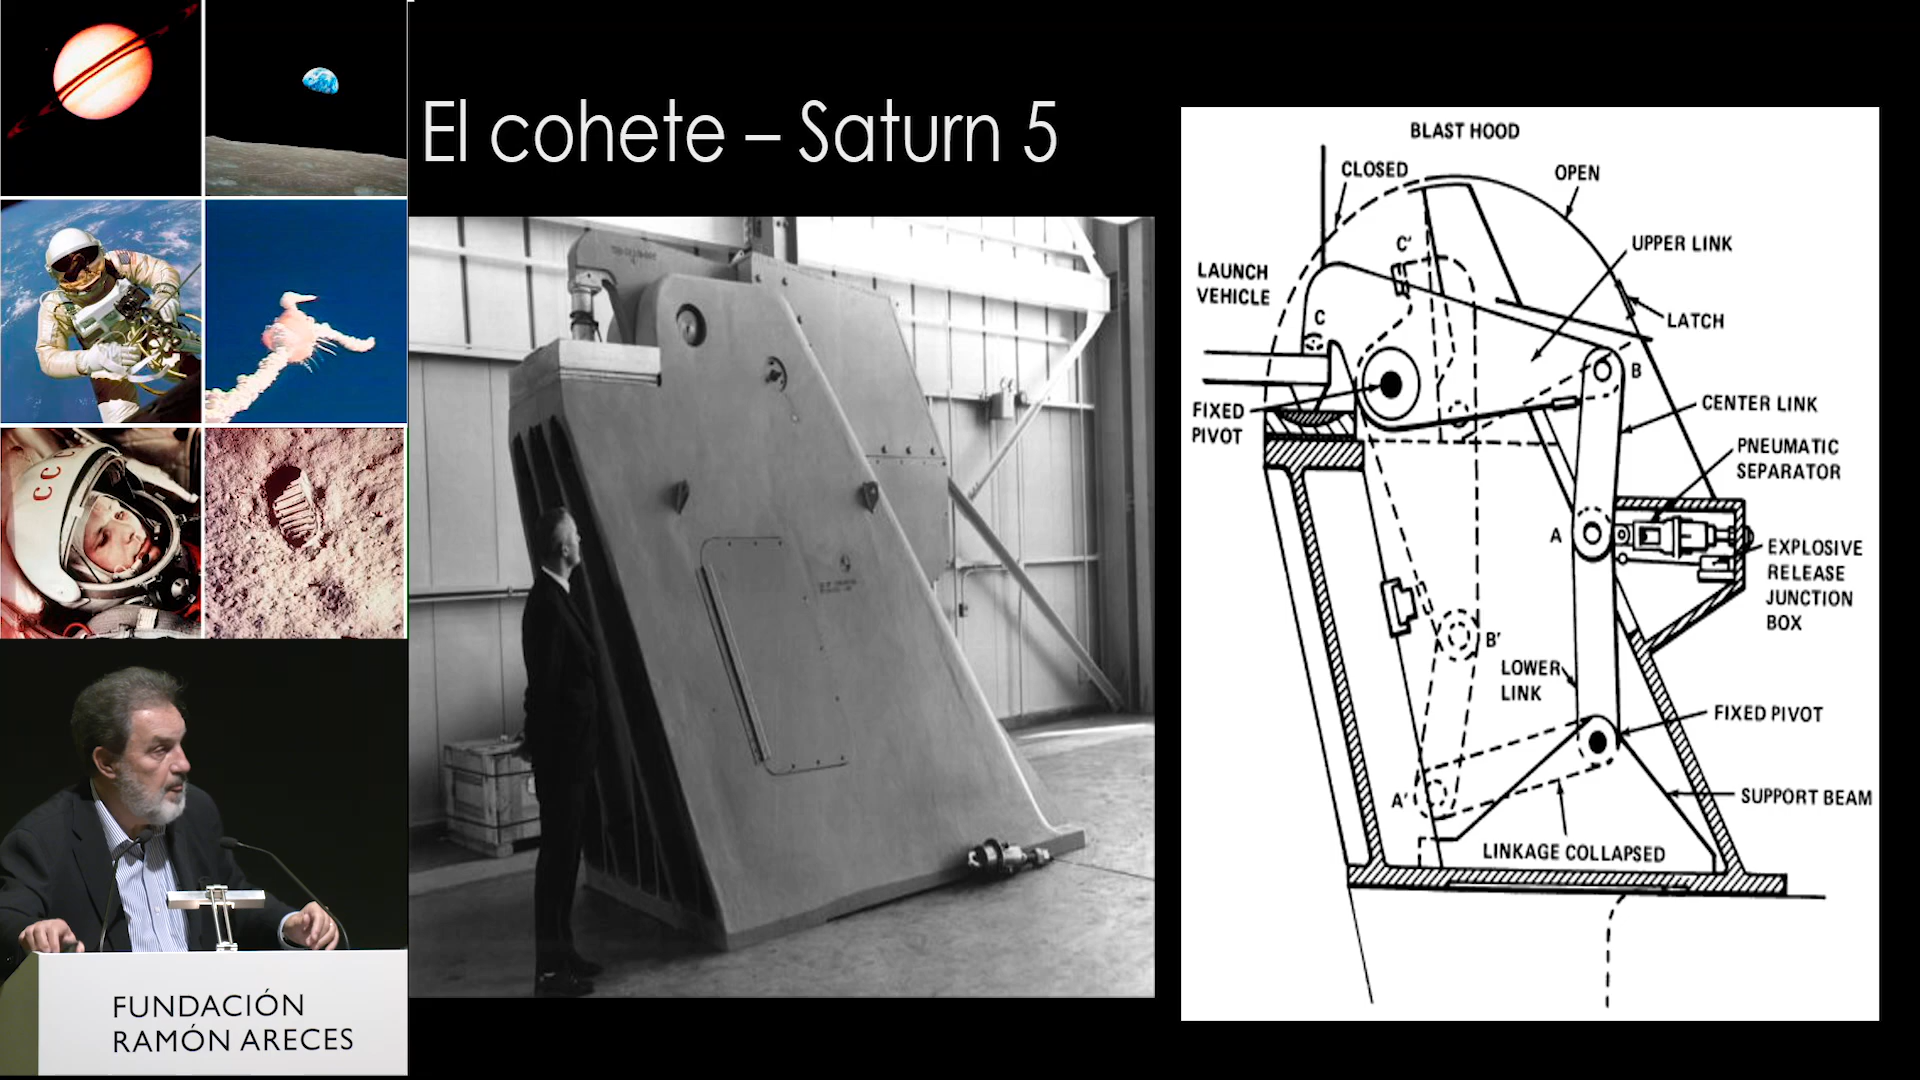 El cohete – Saturn 5
BLAST HOOD
CLOSED
OPEN
C'
UPPER LINK
LAUNCH
VEHICLE
C
LATCH
B
FIXED
PIVOT
CENTER LINK
PNEUMATIC
SEPARATOR
A
EXPLOSIVE
RELEASE
JUNCTION
BOX
B'
LOWER
LINK
FIXED PIVOT
A'
SUPPORT BEAM
LINKAGE COLLAPSED
FUNDACIÓN
RAMÓN ARECES